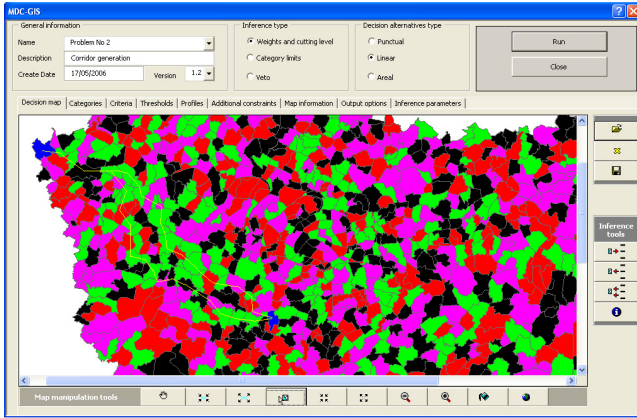 MDC-GIS
General information
Name
Problem No 2
Description
Corridor generation
Create Date
17/05/2006
Version
1.2
Inference type
Weights and cutting level
Category limits
Veto
Decision alternatives type
Punctual
Linear
Areal
Run
Close
Decision map
Categories
Criteria
Thresholds
Profiles
Additional constraints
Map information
Output options
Inference parameters
Inference
tools
Map manipulation tools